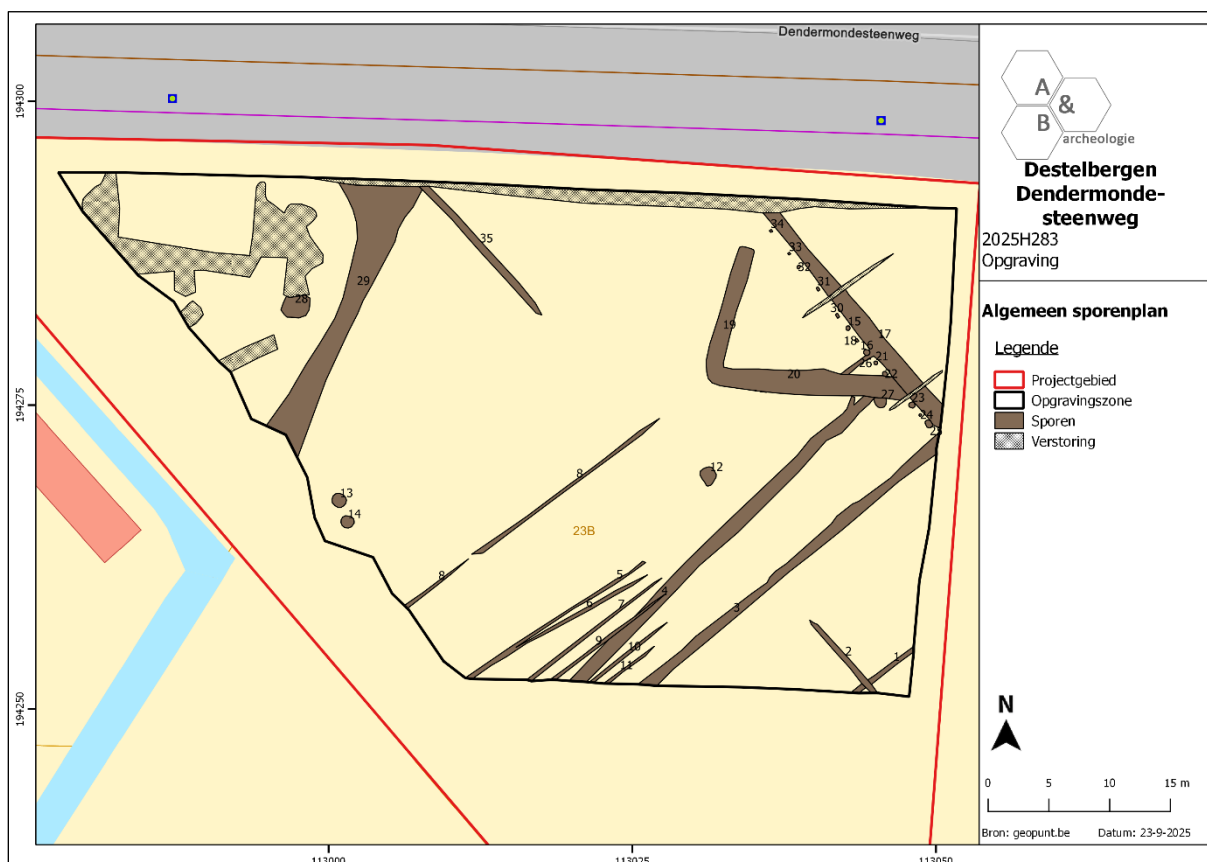 Dendermondesteenweg
194300
194275
194250
34
33
35
32
31
29
28
30
15
19
17
18
16
21
26
22
20
27
23
24
25
8
12
13
14
23B
5
8
4
6
7
3
9
10
2
1
11
113000
113025
113050
A
&
B
archeologie
Destelbergen
Dendermonde-
steenweg
2025H283
Opgraving
Algemeen sporenplan
Legende
Projectgebied
Opgravingszone
Sporen
Verstoring
N
0 5 10 15 m
Bron: geopunt.be Datum: 23-9-2025